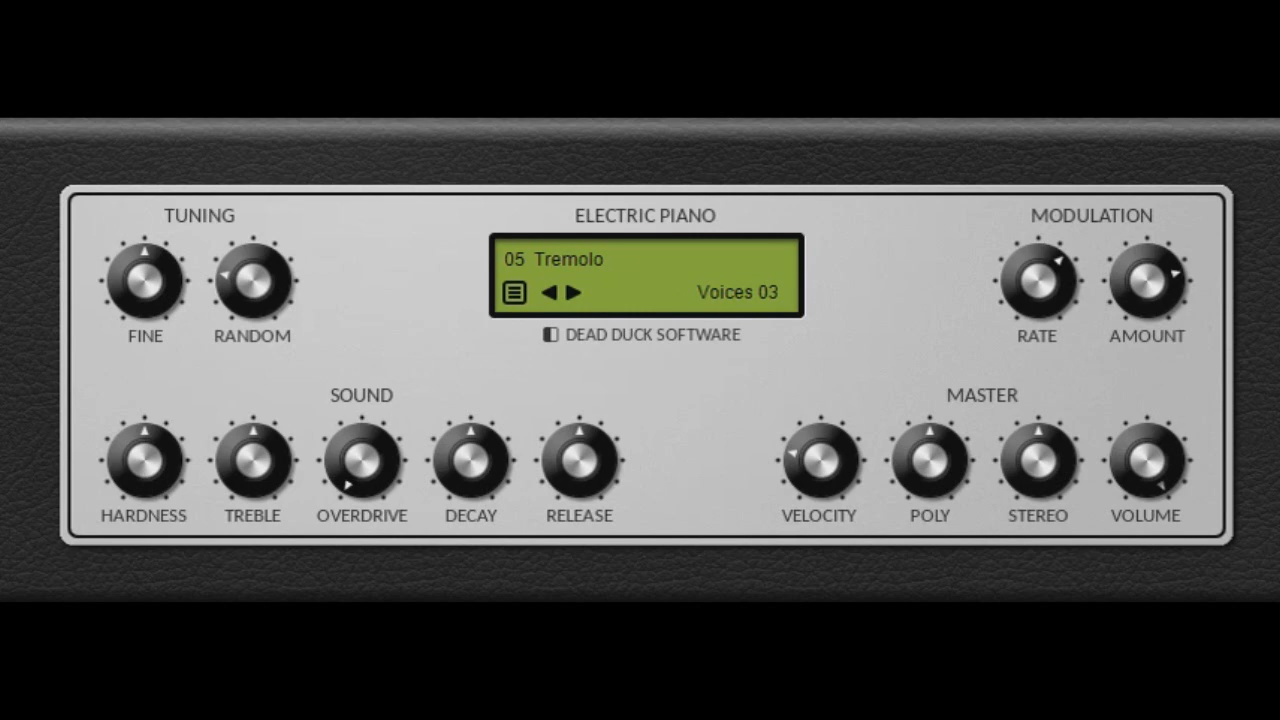 TUNING
ELECTRIC PIANO
MODULATION
05 Tremolo
Voices 03
FINE
RANDOM
DEAD DUCK SOFTWARE
RATE
AMOUNT
SOUND
MASTER
HARDNESS
TREBLE
OVERDRIVE
DECAY
RELEASE
VELOCITY
POLY
STEREO
VOLUME